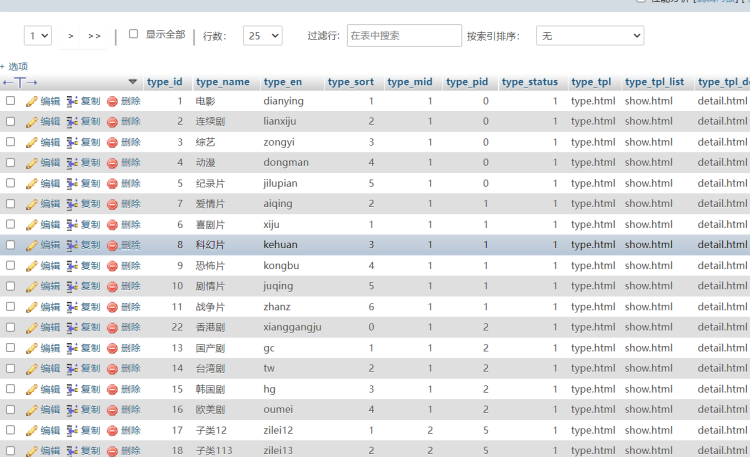 1 > >> 显示全部 行数: 25 过滤行: 在表中搜索 按索引排序: 无
+ 选项
←T→ type_id type_name type_en type_sort type_mid type_pid type_status type_tpl type_tpl_list type_tpl_de
编辑 复制 删除 1 电影 dianying 1 1 0 1 type.html show.html detail.html
编辑 复制 删除 2 连续剧 lianxiju 2 1 0 1 type.html show.html detail.html
编辑 复制 删除 3 综艺 zongyi 3 1 0 1 type.html show.html detail.html
编辑 复制 删除 4 动漫 dongman 4 1 0 1 type.html show.html detail.html
编辑 复制 删除 5 纪录片 jilupian 5 1 0 1 type.html show.html detail.html
编辑 复制 删除 7 爱情片 aiqing 2 1 1 1 type.html show.html detail.html
编辑 复制 删除 6 喜剧片 xiju 1 1 1 1 type.html show.html detail.html
编辑 复制 删除 8 科幻片 kehuan 3 1 1 1 type.html show.html detail.html
编辑 复制 删除 9 恐怖片 kongbu 4 1 1 1 type.html show.html detail.html
编辑 复制 删除 10 剧情片 juqing 5 1 1 1 type.html show.html detail.html
编辑 复制 删除 11 战争片 zhanz 6 1 1 1 type.html show.html detail.html
编辑 复制 删除 22 香港剧 xianggangju 0 1 2 1 type.html show.html detail.html
编辑 复制 删除 13 国产剧 gc 1 1 2 1 type.html show.html detail.html
编辑 复制 删除 14 台湾剧 tw 2 1 2 1 type.html show.html detail.html
编辑 复制 删除 15 韩国剧 hg 3 1 2 1 type.html show.html detail.html
编辑 复制 删除 16 欧美剧 oumei 4 1 2 1 type.html show.html detail.html
编辑 复制 删除 17 子类12 zilei12 1 2 5 1 type.html show.html detail.html
编辑 复制 删除 18 子类113 zilei13 2 2 5 1 type.html show.html detail.html